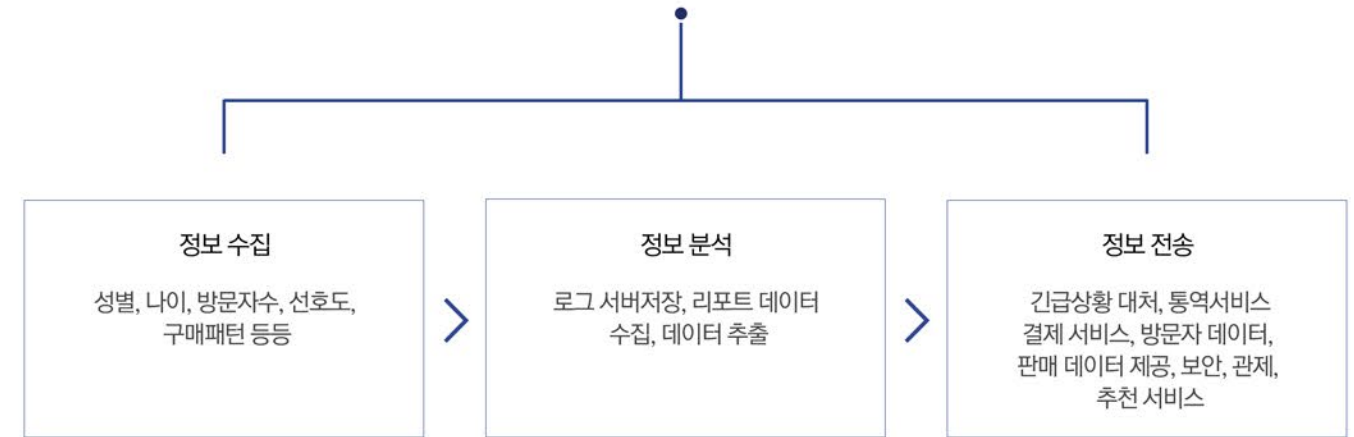 정보 수집
성별, 나이, 방문자수, 선호도,
구매패턴 등등
정보 분석
로그 서버저장, 리포트 데이터
수집, 데이터 추출
정보 전송
긴급상황 대처, 통역서비스
결제 서비스, 방문자 데이터,
판매 데이터 제공, 보안, 관제,
추천 서비스